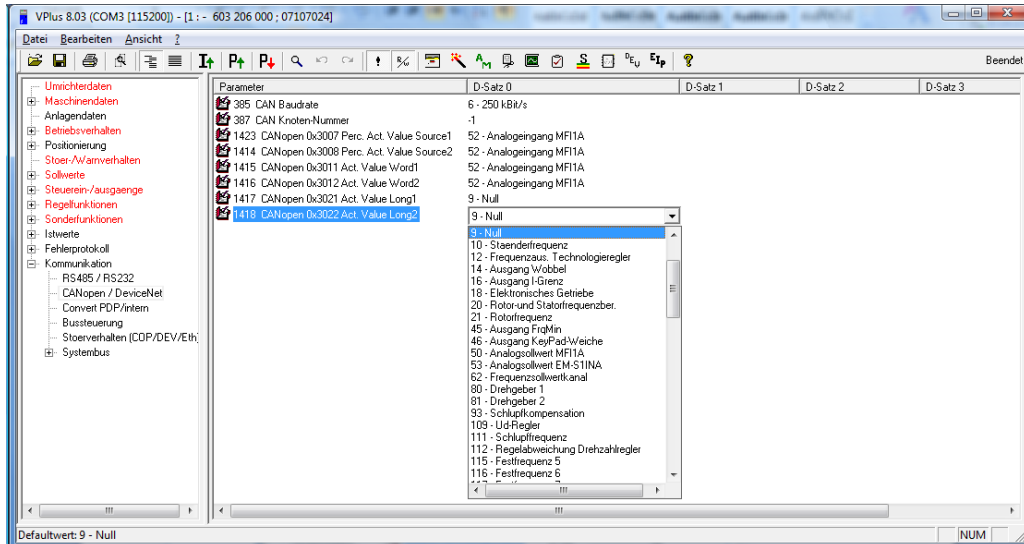 VPlus 8.03 (COM3 [115200]) - [1 : - 603 206 000 ; 07107024]
Datei Bearbeiten Ansicht ?
Beendet
Umrichterdaten
Maschinendaten
Anlagendaten
Betriebsverhalten
Positionierung
Stoer-/Warnverhalten
Sollwerte
Steuerein-/ausgaenge
Regelfunktionen
Sonderfunktionen
Istwerte
Fehlerprotokoll
Kommunikation
RS485 / RS232
CANopen / DeviceNet
Convert PDP/intern
Bussteuerung
Stoerverhalten (COP/DEV/Eth)
Systembus
Parameter D-Satz 0 D-Satz 1 D-Satz 2 D-Satz 3
385 CAN Baudrate 6 - 250 kBit/s
387 CAN Knoten-Nummer -1
1423 CANopen 0x3007 Perc. Act. Value Source1 52 - Analogeingang MFI1A
1414 CANopen 0x3008 Perc. Act. Value Source2 52 - Analogeingang MFI1A
1415 CANopen 0x3011 Act. Value Word1 52 - Analogeingang MFI1A
1416 CANopen 0x3012 Act. Value Word2 52 - Analogeingang MFI1A
1417 CANopen 0x3021 Act. Value Long1 9 - Null
1418 CANopen 0x3022 Act. Value Long2 9 - Null
9 - Null
10 - Staenderfrequenz
12 - Frequenzaus. Technologieregler
14 - Ausgang Wobbel
16 - Ausgang I-Grenz
18 - Elektronisches Getriebe
20 - Rotor-und Statorfrequenzber.
21 - Rotorfrequenz
45 - Ausgang FrqMin
46 - Ausgang KeyPad-Weiche
50 - Analogsollwert MFI1A
53 - Analogsollwert EM-S1INA
62 - Frequenzsollwertkanal
80 - Drehgeber 1
81 - Drehgeber 2
93 - Schlupfkompensation
109 - Ud-Regler
111 - Schlupffrequenz
112 - Regelabweichung Drehzahlregler
115 - Festfrequenz 5
116 - Festfrequenz 6
Defaultwert: 9 - Null
NUM